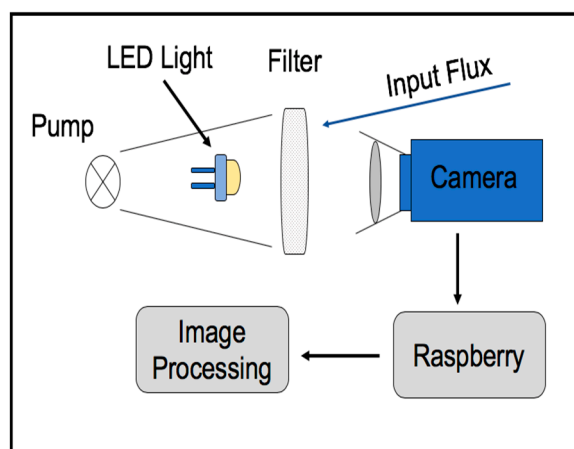 LED Light
Filter
Input Flux
Pump
Camera
Image
Processing
Raspberry